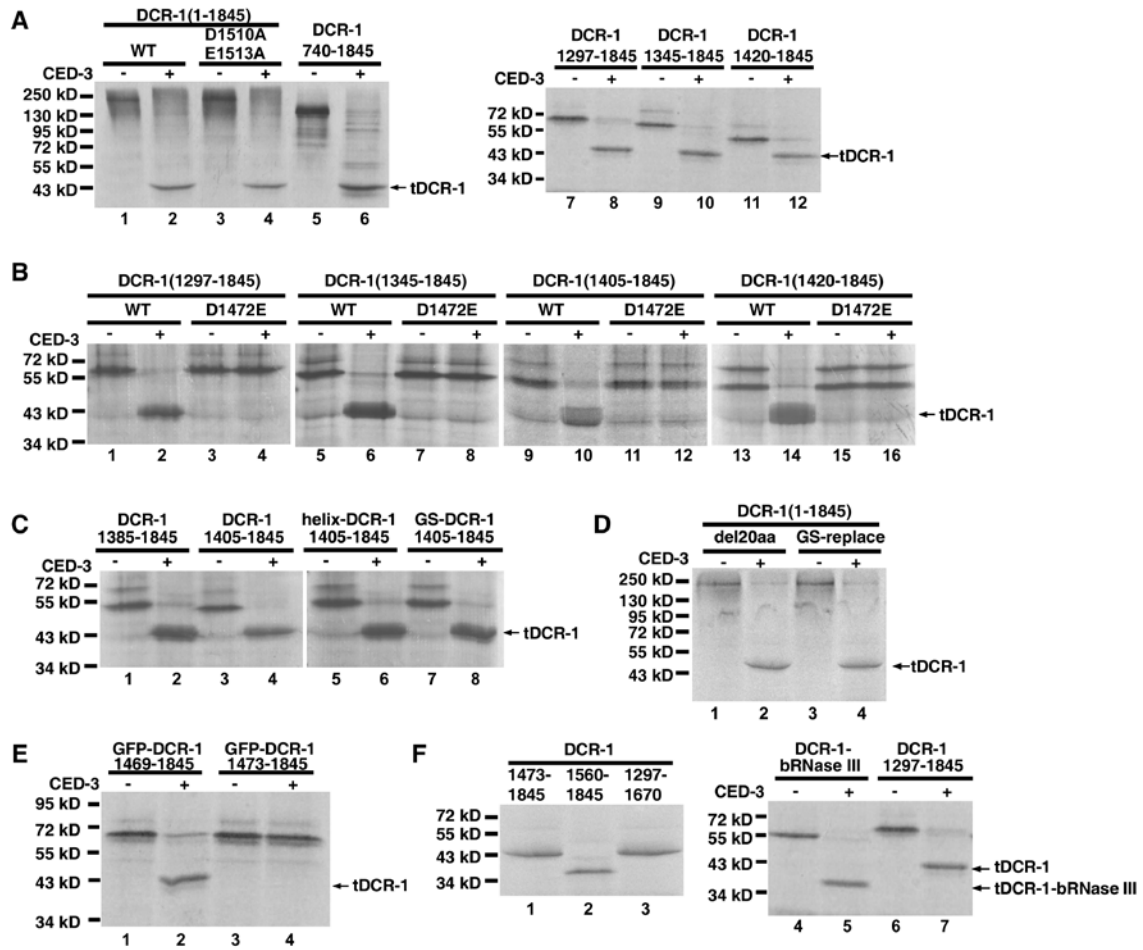 A
DCR-1(1-1845)
WT
D1510A
E1513A
DCR-1
740-1845
CED-3 - + - + - +
250 kD
130 kD
95 kD
72 kD
55 kD
43 kD
tDCR-1
1 2 3 4 5 6
DCR-1 DCR-1 DCR-1
1297-1845 1345-1845 1420-1845
CED-3 - + - + - +
72 kD
55 kD
43 kD
34 kD
tDCR-1
7 8 9 10 11 12
B
DCR-1(1297-1845) DCR-1(1345-1845) DCR-1(1405-1845) DCR-1(1420-1845)
WT D1472E WT D1472E WT D1472E WT D1472E
CED-3 - + - + - + - + - + - + - + - +
72 kD
55 kD
43 kD
34 kD
tDCR-1
1 2 3 4 5 6 7 8 9 10 11 12 13 14 15 16
C
DCR-1 DCR-1 helix-DCR-1 GS-DCR-1
1385-1845 1405-1845 1405-1845 1405-1845
CED-3 - + - + - + - +
72 kD
55 kD
43 kD
34 kD
tDCR-1
1 2 3 4 5 6 7 8
D
DCR-1(1-1845)
del20aa GS-replace
CED-3 - + - +
250 kD
130 kD
95 kD
72 kD
55 kD
43 kD
tDCR-1
1 2 3 4
E
GFP-DCR-1 GFP-DCR-1
1469-1845 1473-1845
CED-3 - + - +
95 kD
72 kD
55 kD
43 kD
34 kD
tDCR-1
1 2 3 4
F
DCR-1
1473- 1560- 1297-
1845 1845 1670
72 kD
55 kD
43 kD
34 kD
1 2 3
DCR-1- DCR-1
bRNase III 1297-1845
CED-3 - + - +
72 kD
55 kD
43 kD
34 kD
tDCR-1
tDCR-1-bRNase III
4 5 6 7